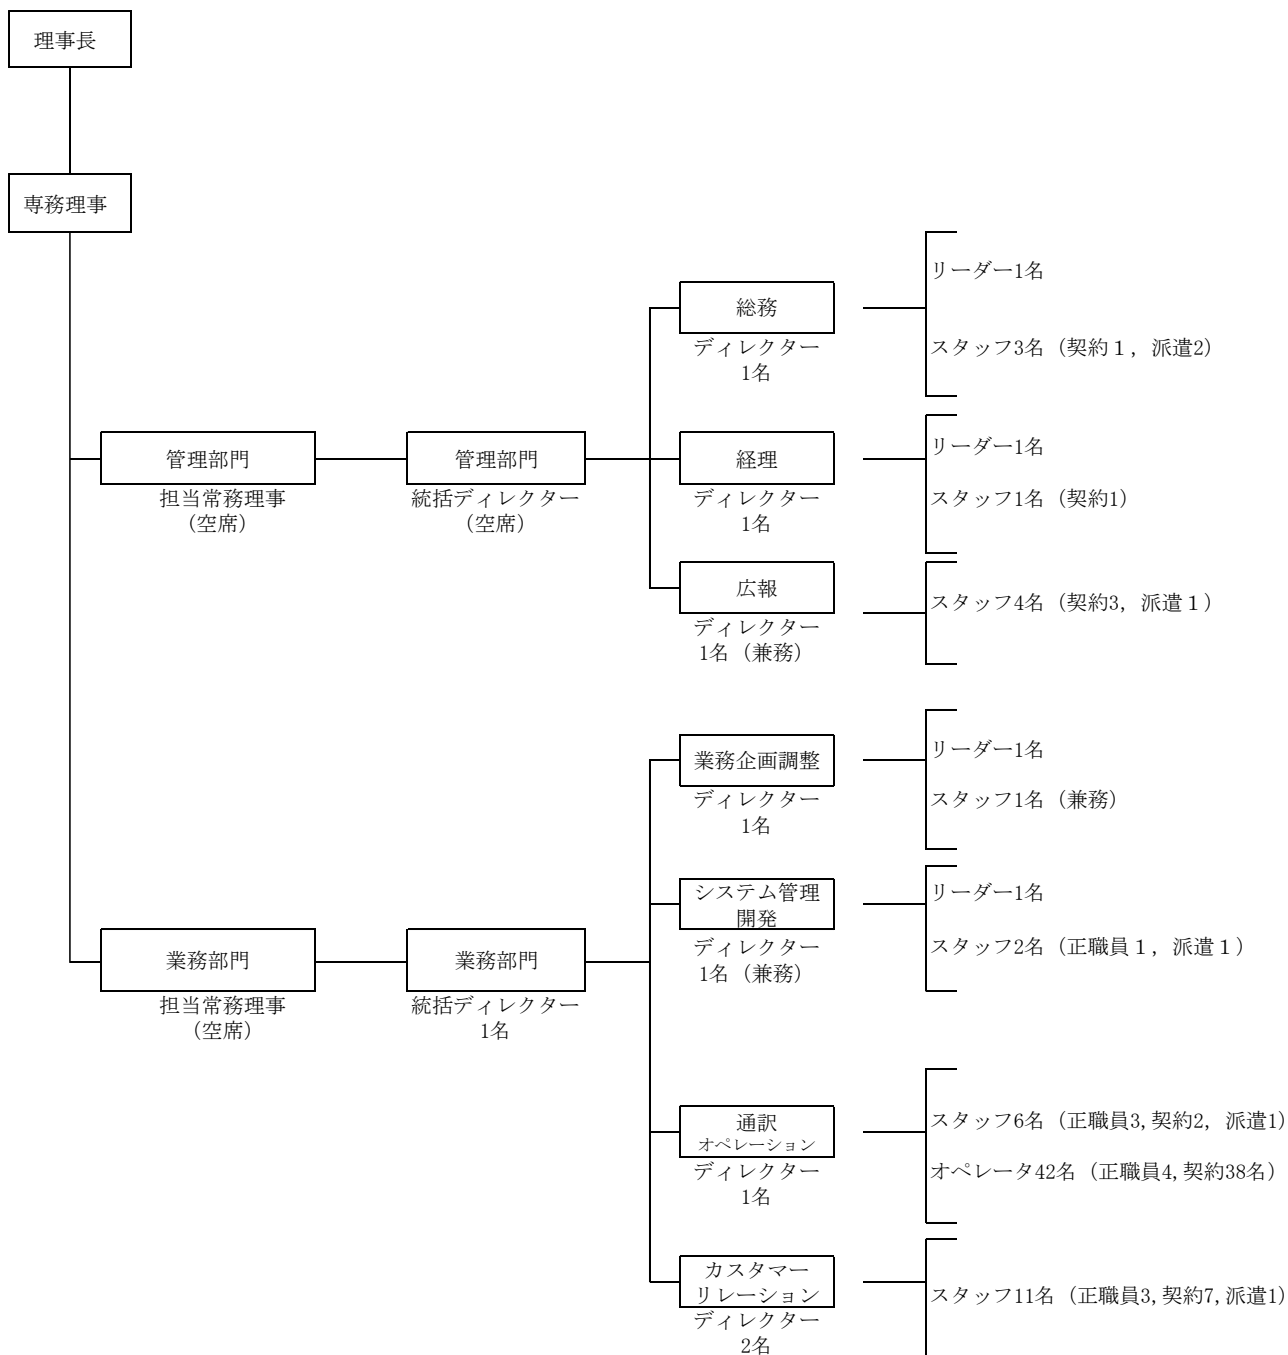 理事長
専務理事
管理部門
担当常務理事
（空席）
管理部門
統括ディレクター
（空席）
総務
ディレクター
1名
リーダー1名
スタッフ3名（契約１，派遣2）
経理
ディレクター
1名
リーダー1名
スタッフ1名（契約1）
広報
ディレクター
1名（兼務）
スタッフ4名（契約3，派遣１）
業務部門
担当常務理事
（空席）
業務部門
統括ディレクター
1名
業務企画調整
ディレクター
1名
リーダー1名
スタッフ1名（兼務）
システム管理
開発
ディレクター
1名（兼務）
リーダー1名
スタッフ2名（正職員１，派遣１）
通訳
オペレーション
ディレクター
1名
スタッフ6名（正職員3,契約2，派遣1）
オペレータ42名（正職員4,契約38名）
カスタマー
リレーション
ディレクター
2名
スタッフ11名（正職員3,契約7,派遣1）